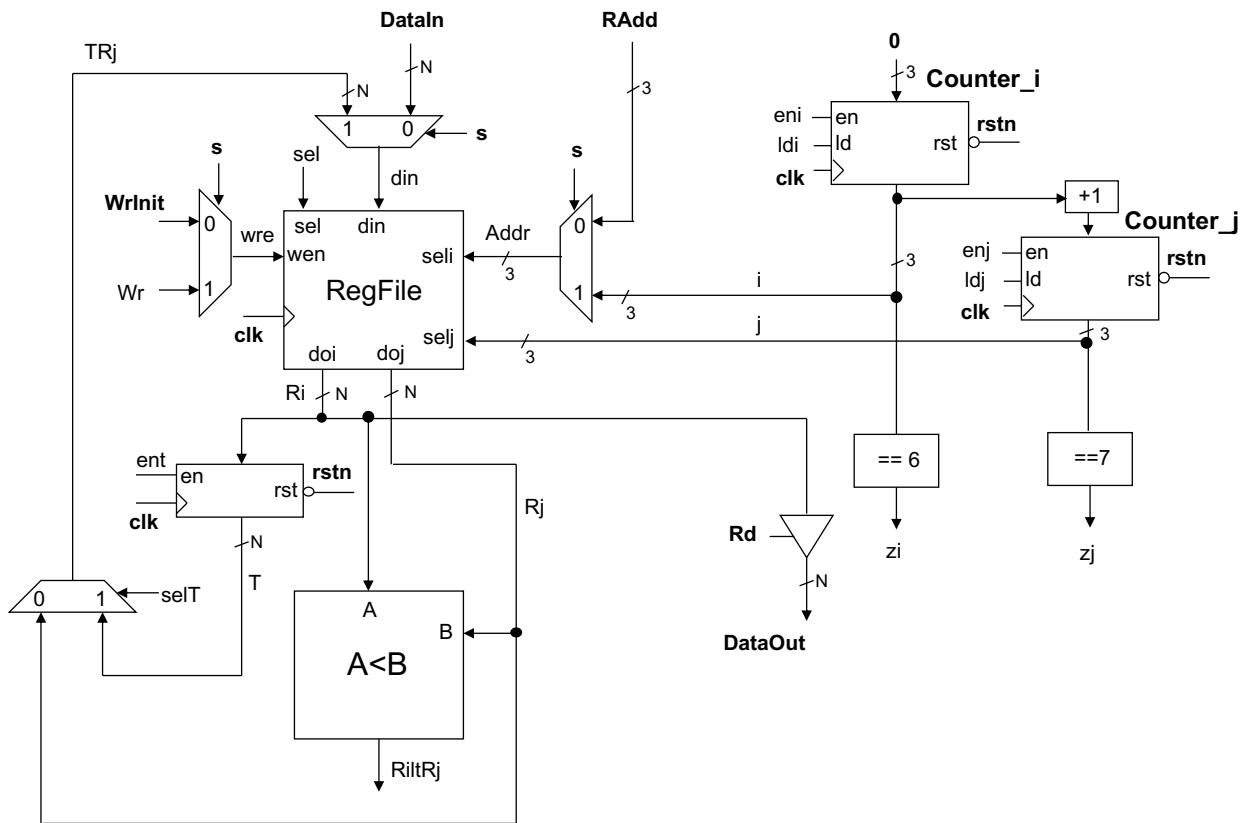 DataIn
RAdd
TRj
N
N
3
0
3
Counter_i
1 0
s
eni
en
ldi
ld
rst
rstn
clk
s
sel
din
s
+1
Counter_j
WrInit
0
wre
1
Wr
sel
din
wen
seli
RegFile
selj
clk
doi
doj
Addr
3
0
1
3
i
3
j
3
enj
en
ldj
ld
rst
rstn
clk
3
Ri
N
N
ent
en
rst
rstn
clk
N
T
Rj
== 6
==7
zi
zj
Rd
N
DataOut
0 1
selT
A
B
A<B
RiltRj